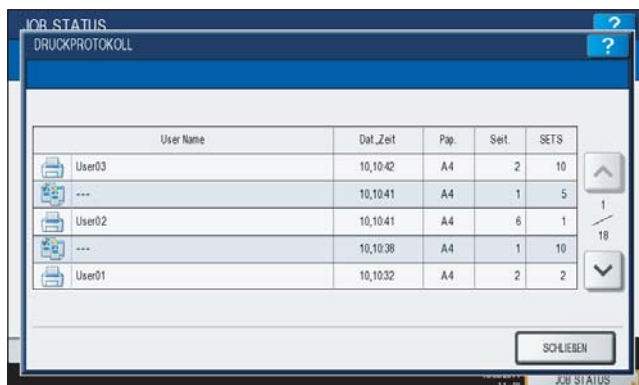 JOB STATUS ?
DRUCKPROTOKOLL ?
User Name Dat.,Zeit Pap. Seit. SETS
User03 10,10:42 A4 2 10
--- 10,10:41 A4 1 5
User02 10,10:41 A4 6 1
--- 10,10:38 A4 1 10
User01 10,10:32 A4 2 2
1
18
SCHLIEßEN
JOB STATUS